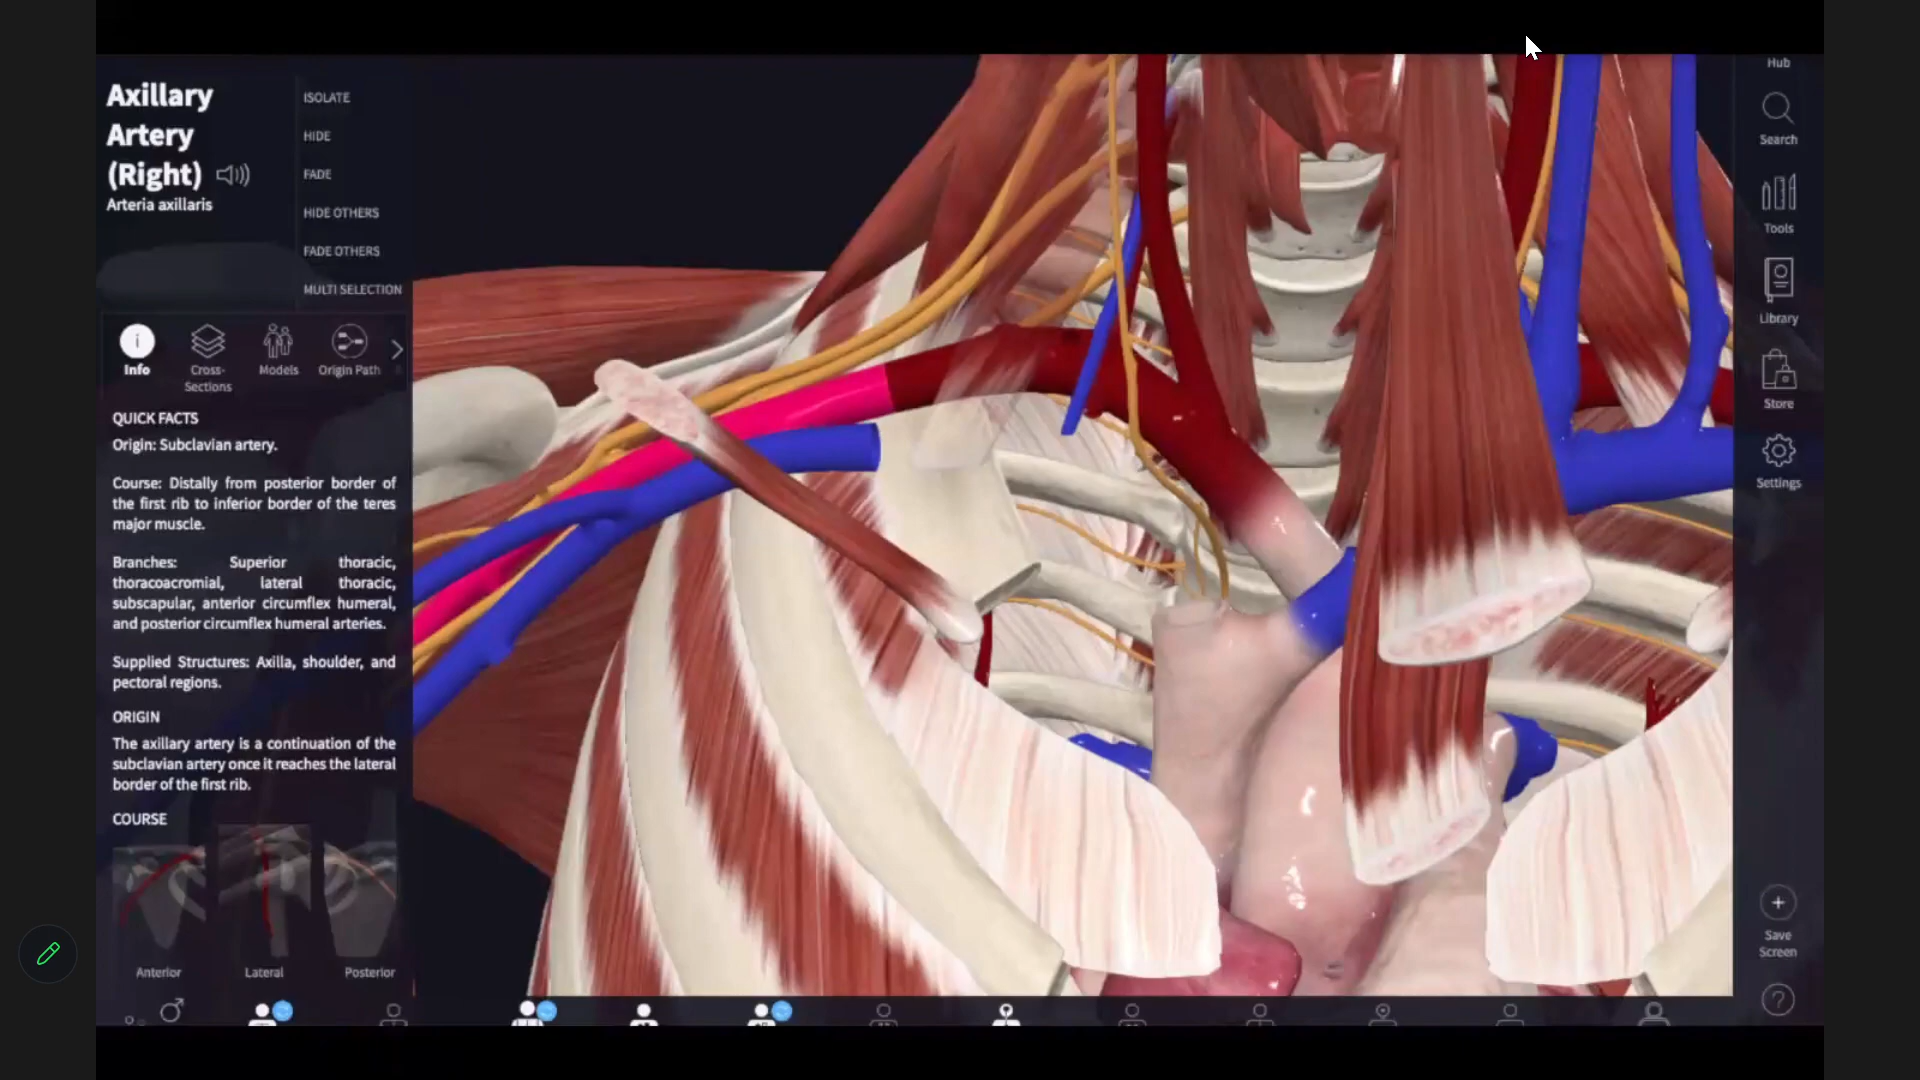 Axillary
Artery
(Right)
Arteria axillaris
ISOLATE
HIDE
FADE
HIDE OTHERS
FADE OTHERS
MULTI SELECTION
Info
Cross-
Sections
Models
Origin Path
QUICK FACTS
Origin: Subclavian artery.
Course: Distally from posterior border of
the first rib to inferior border of the teres
major muscle.
Branches: Superior thoracic,
thoracoacromial, lateral thoracic,
subscapular, anterior circumflex humeral,
and posterior circumflex humeral arteries.
Supplied Structures: Axilla, shoulder, and
pectoral regions.
ORIGIN
The axillary artery is a continuation of the
subclavian artery once it reaches the lateral
border of the first rib.
COURSE
Anterior
Lateral
Posterior
Hub
Search
Tools
Library
Store
Settings
Save
Screen